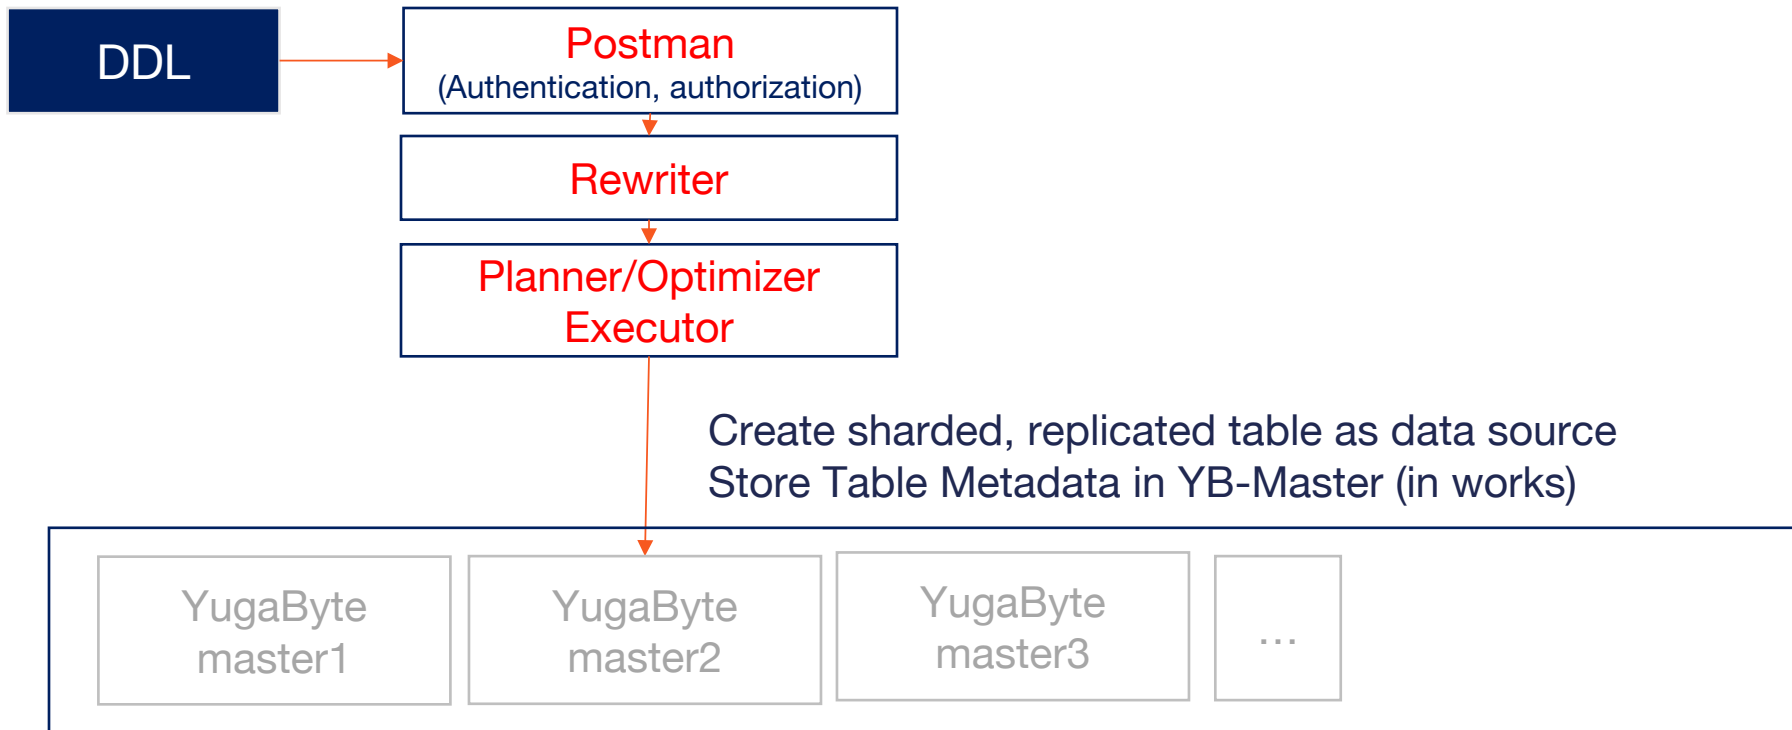 DDL
Postman
(Authentication, authorization)
Rewriter
Planner/Optimizer
Executor
Create sharded, replicated table as data source
Store Table Metadata in YB-Master (in works)
YugaByte
master1
YugaByte
master2
YugaByte
master3
...